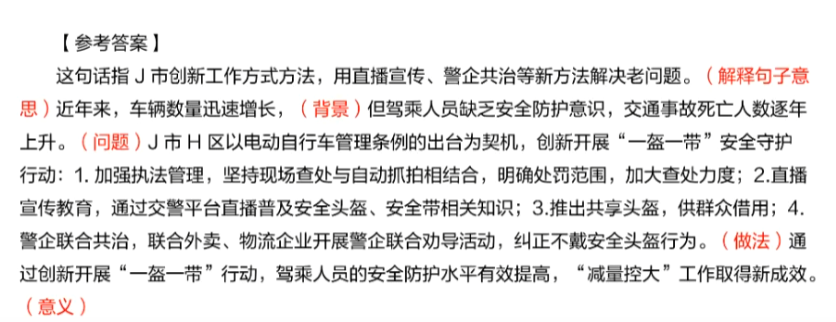 【参考答案】
这句话指 J 市创新工作方式方法，用直播宣传、警企共治等新方法解决老问题。（解释句子意
思）近年来，车辆数量迅速增长，（背景）但驾乘人员缺乏安全防护意识，交通事故死亡人数逐年
上升。（问题）J 市 H 区以电动自行车管理条例的出台为契机，创新开展“一盔一带”安全守护
行动：1. 加强执法管理，坚持现场查处与自动抓拍相结合，明确处罚范围，加大查处力度；2.直播
宣传教育，通过交警平台直播普及安全头盔、安全带相关知识；3.推出共享头盔，供群众借用；4.
警企联合共治，联合外卖、物流企业开展警企联合劝导活动，纠正不戴安全头盔行为。（做法）通
过创新开展“一盔一带”行动，驾乘人员的安全防护水平有效提高，“减量控大”工作取得新成效。
（意义）